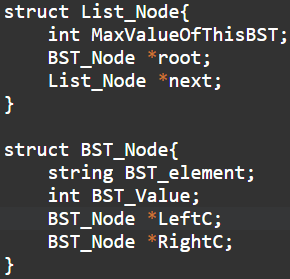 struct List_Node{
    int MaxValueOfThisBST;
    BST_Node *root;
    List_Node *next;
}

struct BST_Node{
    string BST_element;
    int BST_Value;
    BST_Node *LeftC;
    BST_Node *RightC;
}